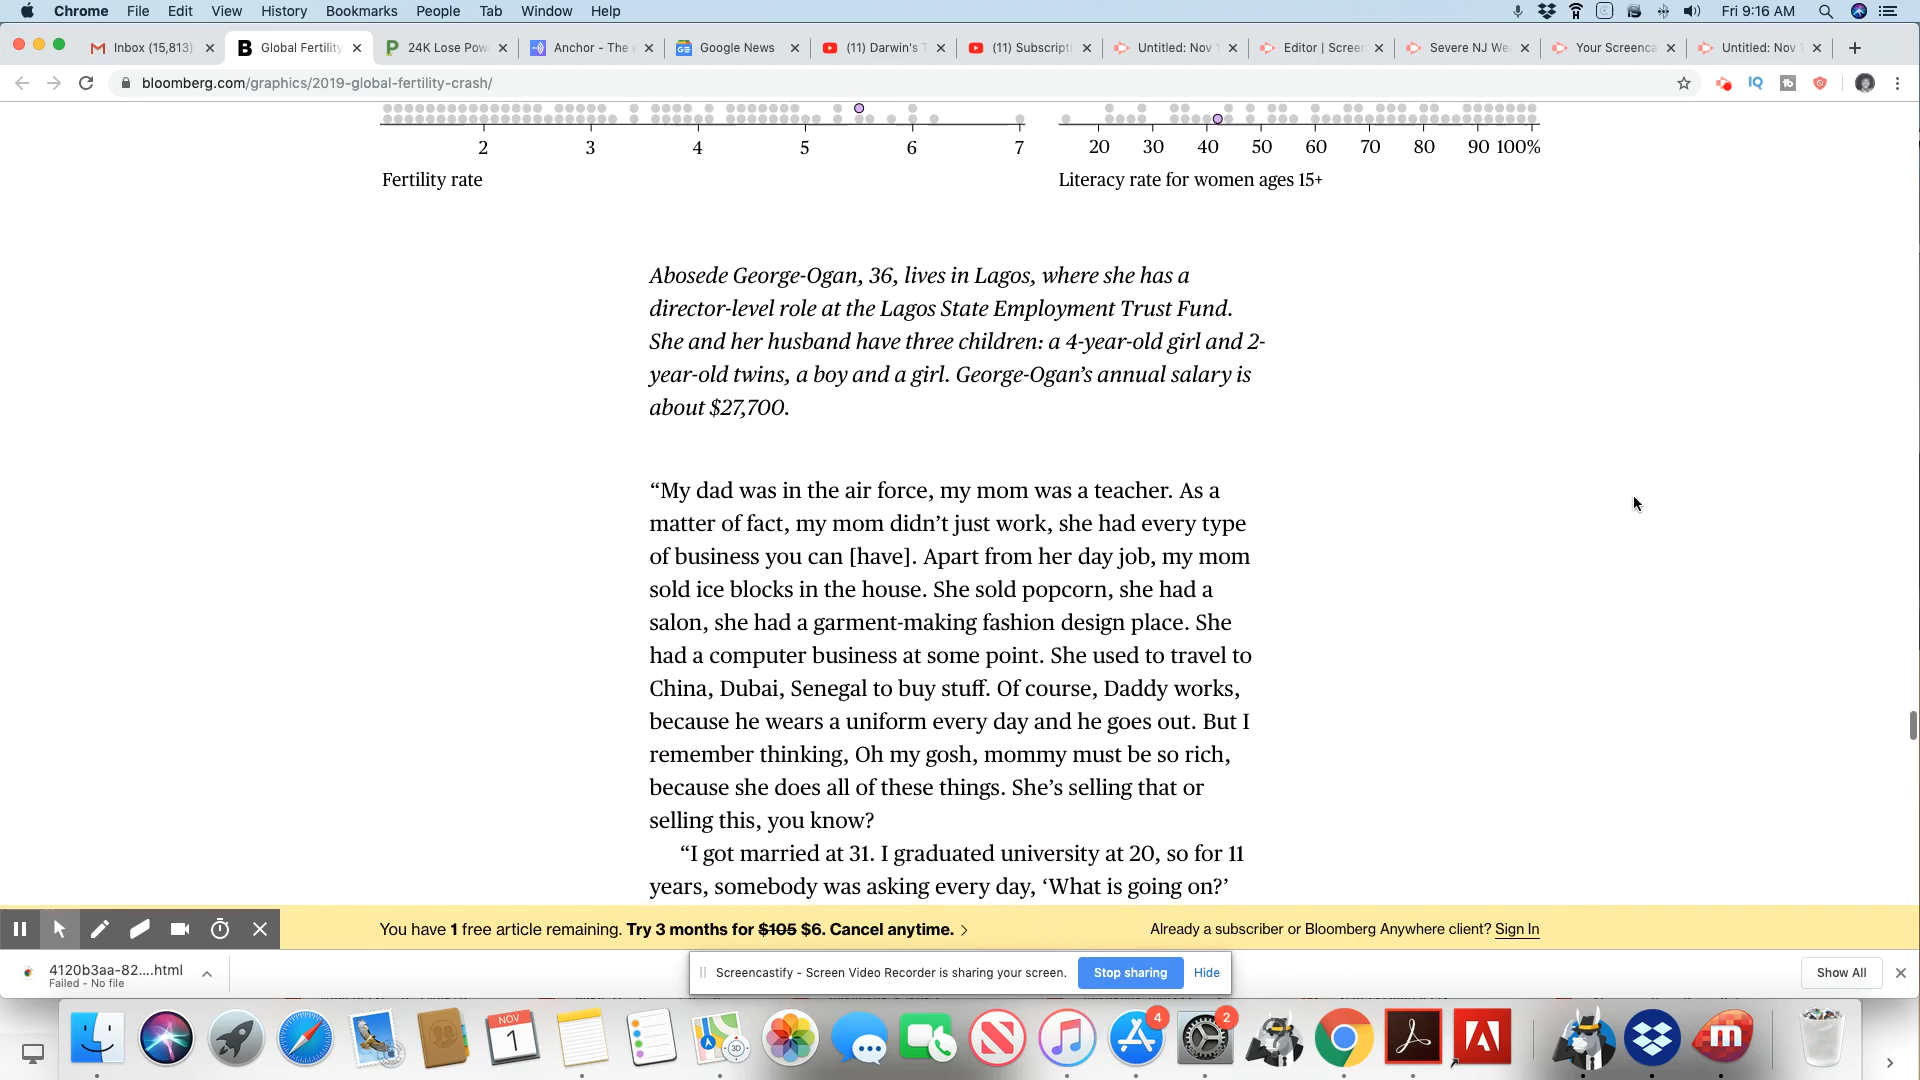 Chrome File Edit View History Bookmarks People Tab Window Help Fri 9:16 AM
Inbox (15,813) Global Fertility 24K Lose Pow Anchor - The Google News (11) Darwin's (11) Subscripti Untitled: Nov Editor | Screen Severe NJ We Your Screenca Untitled: Nov
bloomberg.com/graphics/2019-global-fertility-crash/
2 3 4 5 6 7 20 30 40 50 60 70 80 90 100%
Fertility rate Literacy rate for women ages 15+
Abosede George-Ogan, 36, lives in Lagos, where she has a
director-level role at the Lagos State Employment Trust Fund.
She and her husband have three children: a 4-year-old girl and 2-
year-old twins, a boy and a girl. George-Ogan’s annual salary is
about $27,700.
“My dad was in the air force, my mom was a teacher. As a
matter of fact, my mom didn’t just work, she had every type
of business you can [have]. Apart from her day job, my mom
sold ice blocks in the house. She sold popcorn, she had a
salon, she had a garment-making fashion design place. She
had a computer business at some point. She used to travel to
China, Dubai, Senegal to buy stuff. Of course, Daddy works,
because he wears a uniform every day and he goes out. But I
remember thinking, Oh my gosh, mommy must be so rich,
because she does all of these things. She’s selling that or
selling this, you know?
“I got married at 31. I graduated university at 20, so for 11
years, somebody was asking every day, ‘What is going on?’
You have 1 free article remaining. Try 3 months for $105 $6. Cancel anytime. Already a subscriber or Bloomberg Anywhere client? Sign In
4120b3aa-82....html
Failed - No file
Screencastify - Screen Video Recorder is sharing your screen. Stop sharing Hide
Show All
NOV
1
3D
4
2